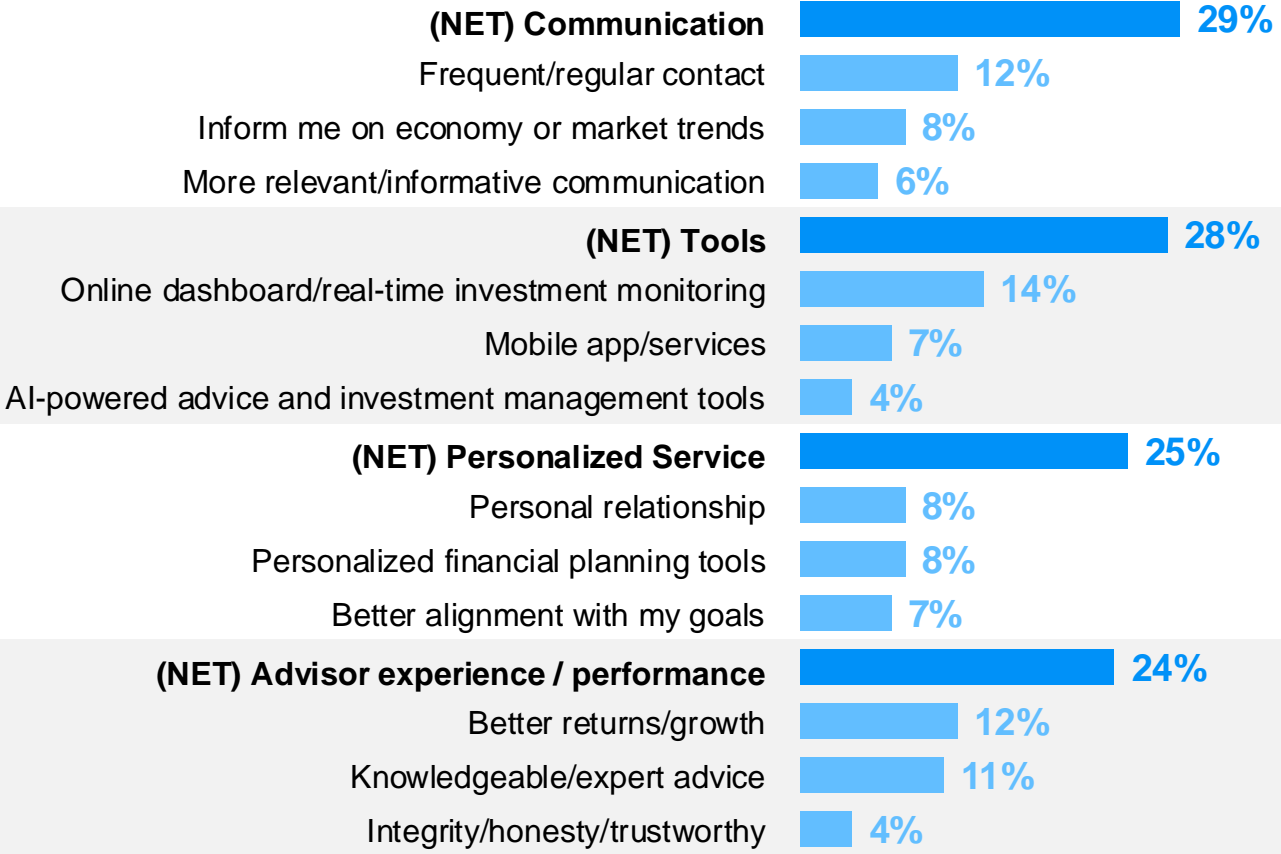 (NET) Communication 29%
Frequent/regular contact 12%
Inform me on economy or market trends 8%
More relevant/informative communication 6%
(NET) Tools 28%
Online dashboard/real-time investment monitoring 14%
Mobile app/services 7%
AI-powered advice and investment management tools 4%
(NET) Personalized Service 25%
Personal relationship 8%
Personalized financial planning tools 8%
Better alignment with my goals 7%
(NET) Advisor experience / performance 24%
Better returns/growth 12%
Knowledgeable/expert advice 11%
Integrity/honesty/trustworthy 4%